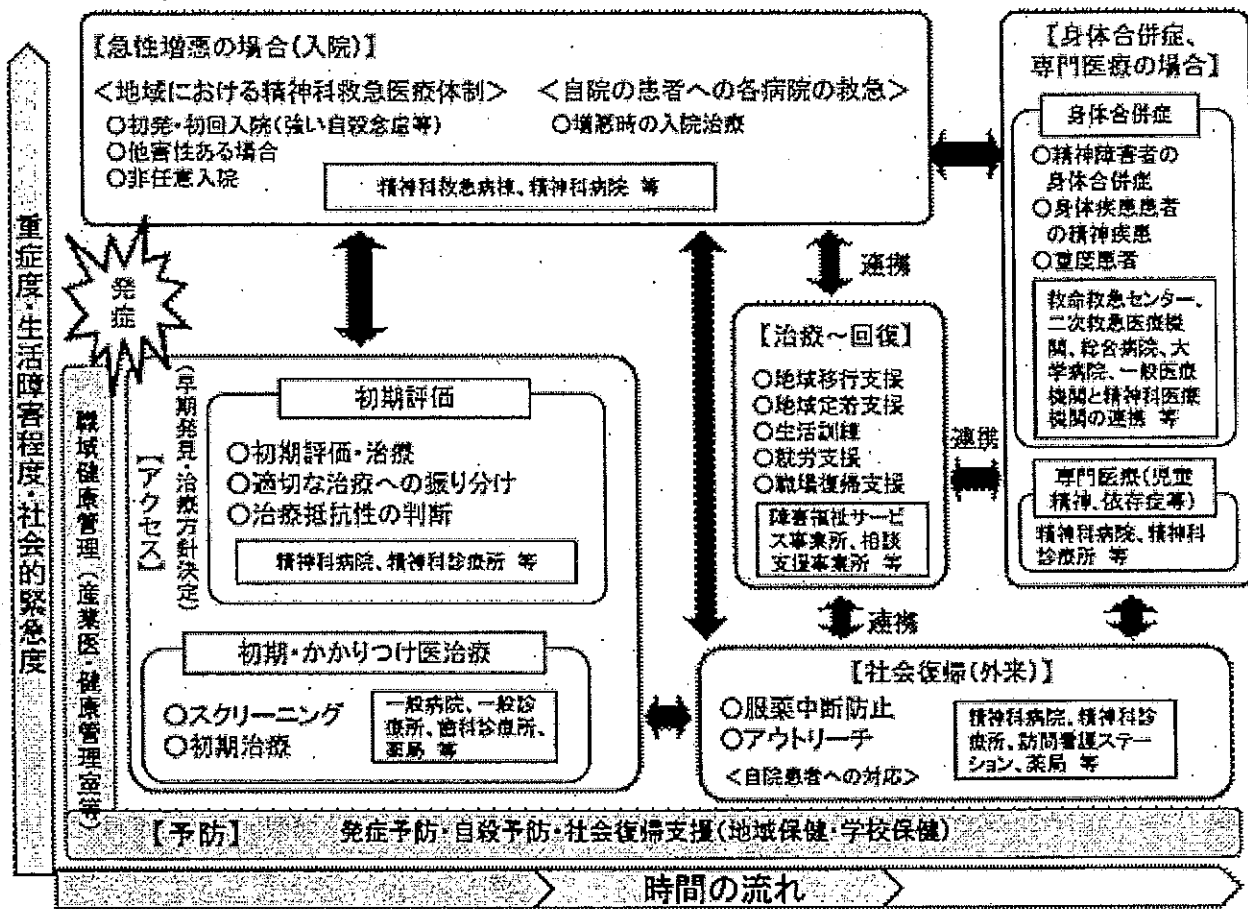 【急性増悪の場合(入院)】
<地域における精神科救急医療体制>
○初発・初回入院(強い自殺念慮等)
○他害性ある場合
○非任意入院
<自院の患者への各病院の救急>
○増悪時の入院治療
精神科救急病棟、精神科病院 等
【身体合併症、
専門医療の場合】
身体合併症
○精神障害者の
身体合併症
○身体疾患患者
の精神疾患
○重度患者
救命救急センター、
二次救急医療機
関、総合病院、大
学病院、一般医療
機関と精神科医療
機関の連携 等
専門医療(児童
精神、依存症等)
精神科病院、精神科
診療所 等
重症度・生活障害程度・社会的緊急度
発
症
職域健康管理(産業医・健康管理室等)
【アクセス】
(早期発見・治療方針決定)
初期評価
○初期評価・治療
○適切な治療への振り分け
○治療抵抗性の判断
精神科病院、精神科診療所 等
初期・かかりつけ医治療
○スクリーニング
○初期治療
一般病院、一般診
療所、歯科診療所、
薬局 等
連携
【治療～回復】
○地域移行支援
○地域定着支援
○生活訓練
○就労支援
○職場復帰支援
障害福祉サービ
ス事業所、相談
支援事業所 等
連携
連携
【社会復帰(外来)】
○服薬中断防止
○アウトリーチ
<自院患者への対応>
精神科病院、精神科診
療所、訪問看護ステー
ション、薬局 等
【予防】 発症予防・自殺予防・社会復帰支援(地域保健・学校保健)
時間の流れ